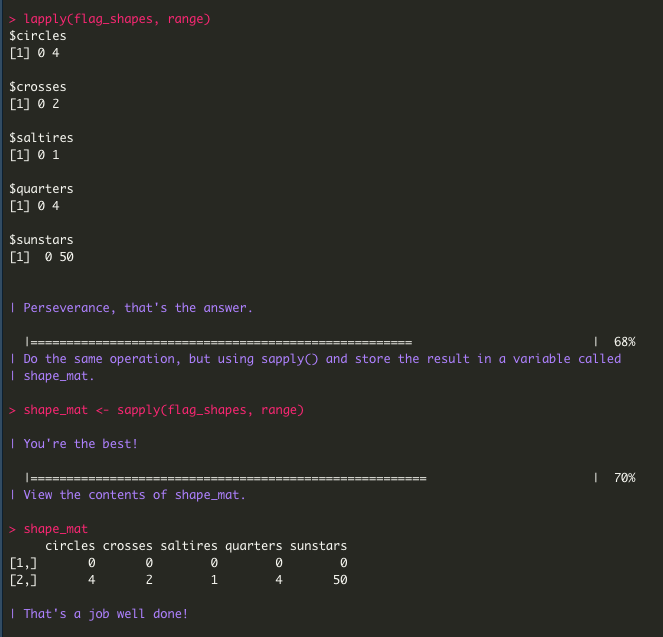 > lapply(flag_shapes, range)
$circles
[1] 0 4
$crosses
[1] 0 2
$saltires
[1] 0 1
$quarters
[1] 0 4
$sunstars
[1]  0 50
| Perseverance, that's the answer.
|===================================================== | 68%
| Do the same operation, but using sapply() and store the result in a variable called
| shape_mat.
> shape_mat <- sapply(flag_shapes, range)
| You're the best!
|======================================================= | 70%
| View the contents of shape_mat.
> shape_mat
     circles crosses saltires quarters sunstars
[1,]       0       0        0        0        0
[2,]       4       2        1        4       50
| That's a job well done!